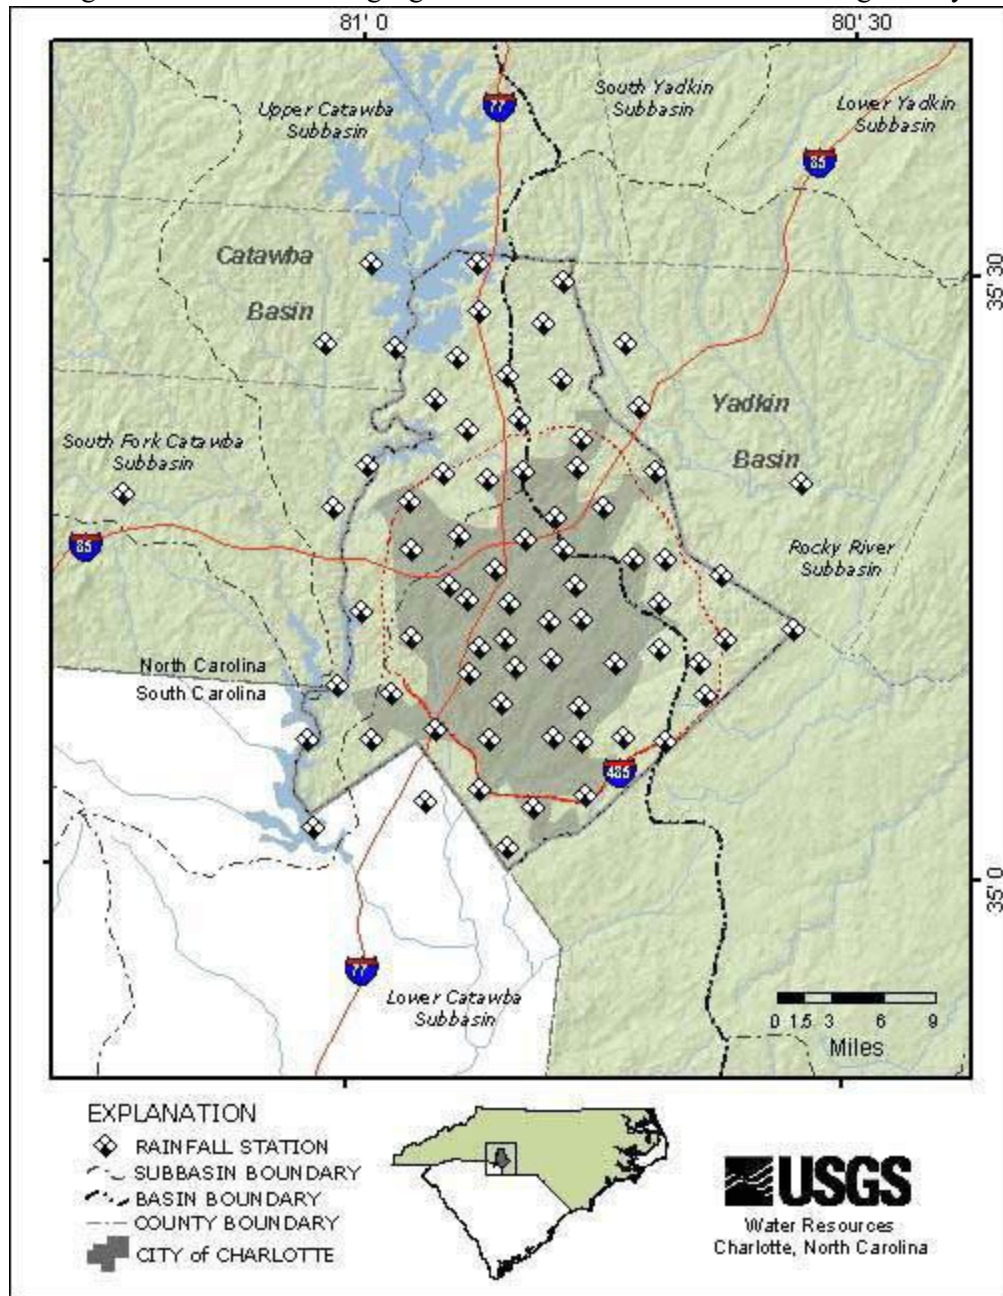 81' 0
80' 30
77
South Yadkin
Subbasin
Upper Catawba
Subbasin
Lower Yadkin
Subbasin
85
Catawba
Basin
35' 30
Yadkin
Basin
South Fork Catawba
Subbasin
85
Rocky River
Subbasin
North Carolina
South Carolina
485
35' 0
77
Lower Catawba
Subbasin
0 1.5 3 6 9
Miles
EXPLANATION
RAINFALL STATION
SUBBASIN BOUNDARY
BASIN BOUNDARY
COUNTY BOUNDARY
CITY of CHARLOTTE
USGS
Water Resources
Charlotte, North Carolina